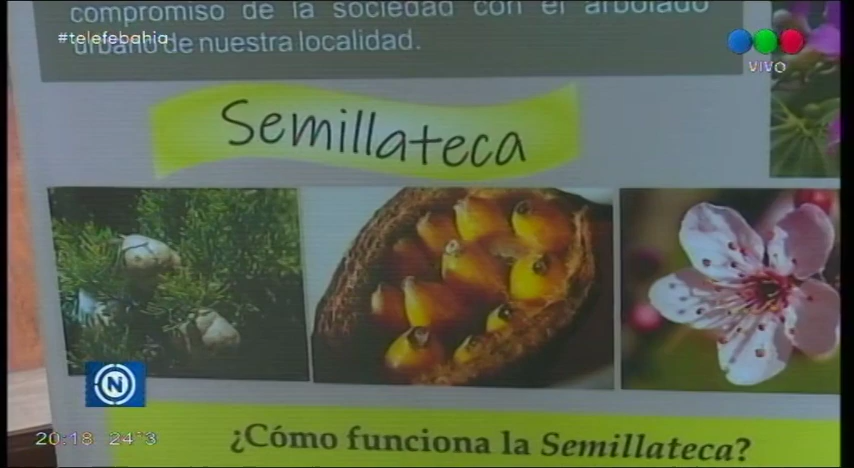 compromiso de la sociedad con el arbolado
#telefebahia
urbano de nuestra localidad.
VIVO
Semillateca
N
20:18 24°3
¿Cómo funciona la Semillateca?